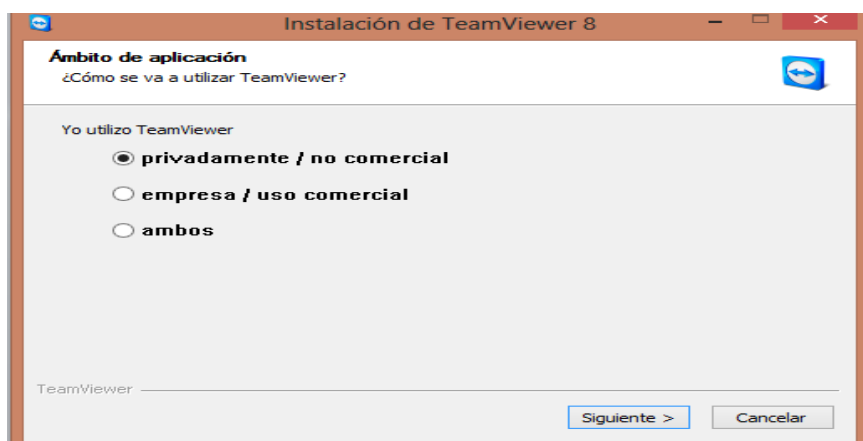 Instalación de TeamViewer 8
Ámbito de aplicación
¿Cómo se va a utilizar TeamViewer?
Yo utilizo TeamViewer
privadamente / no comercial
empresa / uso comercial
ambos
TeamViewer
Siguiente >
Cancelar